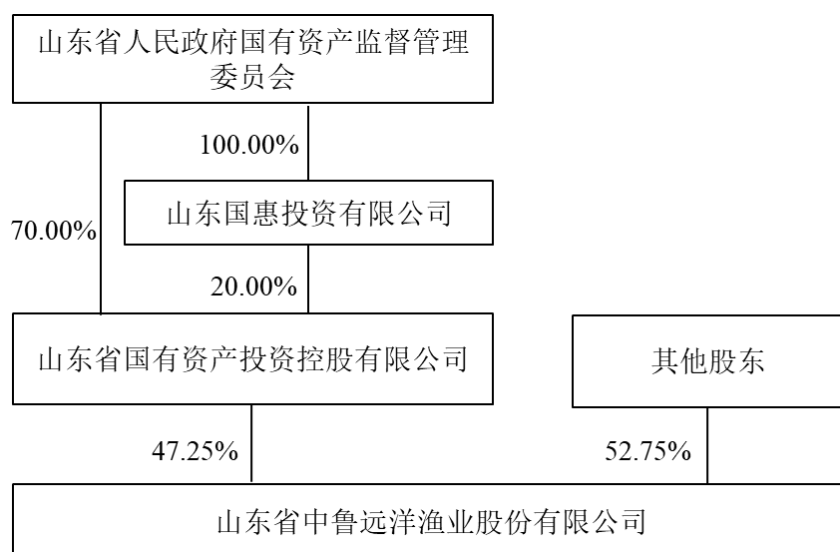 山东省人民政府国有资产监督管理
委员会
100.00%
山东国惠投资有限公司
70.00%
20.00%
山东省国有资产投资控股有限公司
其他股东
47.25%
52.75%
山东省中鲁远洋渔业股份有限公司